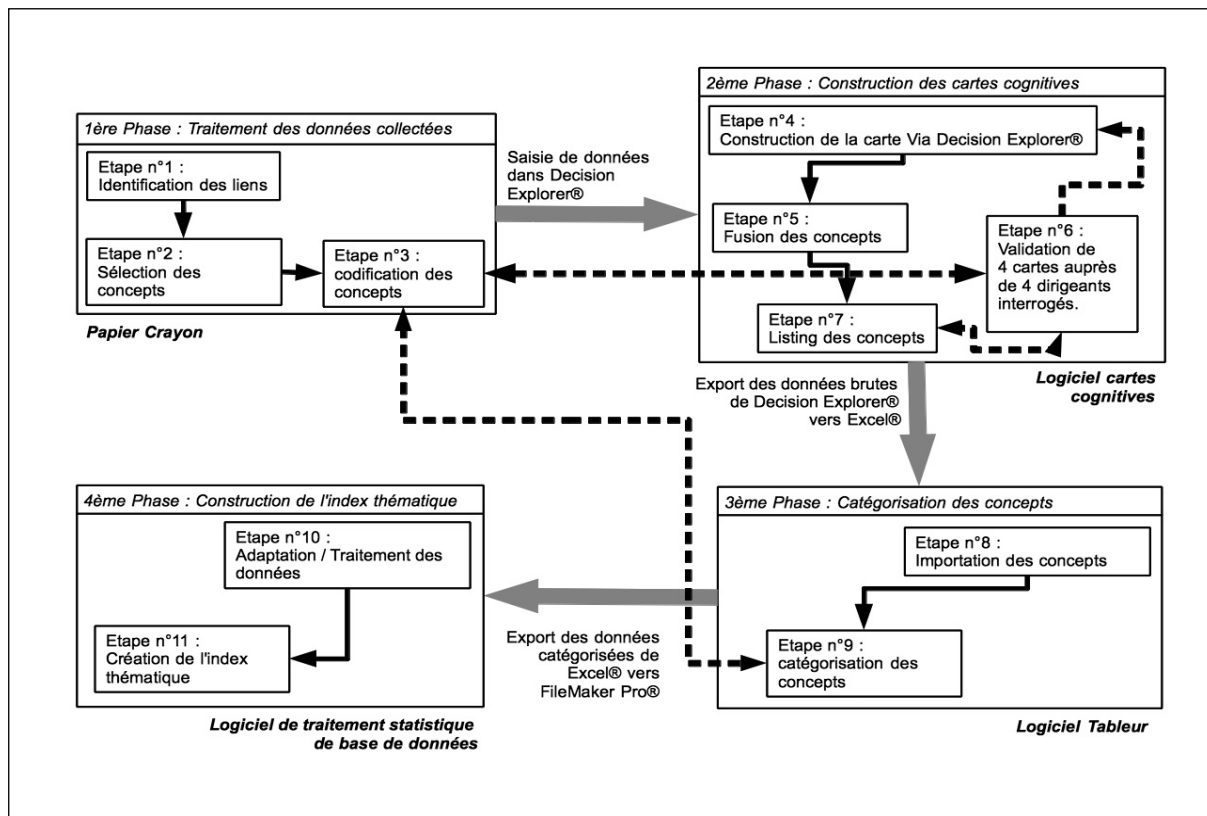 1ère Phase : Traitement des données collectées
Etape n°1 :
Identification des liens
Etape n°2 :
Sélection des
concepts
Etape n°3 :
codification des
concepts
Papier Crayon
Saisie de données
dans Decision
Explorer®
2ème Phase : Construction des cartes cognitives
Etape n°4 :
Construction de la carte Via Decision Explorer®
Etape n°5 :
Fusion des concepts
Etape n°6 :
Validation de
4 cartes auprès
de 4 dirigeants
interrogés.
Etape n°7 :
Listing des concepts
Logiciel cartes
cognitives
Export des données brutes
de Decision Explorer®
vers Excel®
3ème Phase : Catégorisation des concepts
Etape n°8 :
Importation des concepts
Etape n°9 :
catégorisation des
concepts
Logiciel Tableur
Export des données
catégorisées de
Excel® vers
FileMaker Pro®
4ème Phase : Construction de l'index thématique
Etape n°10 :
Adaptation / Traitement des
données
Etape n°11 :
Création de l'index
thématique
Logiciel de traitement statistique
de base de données